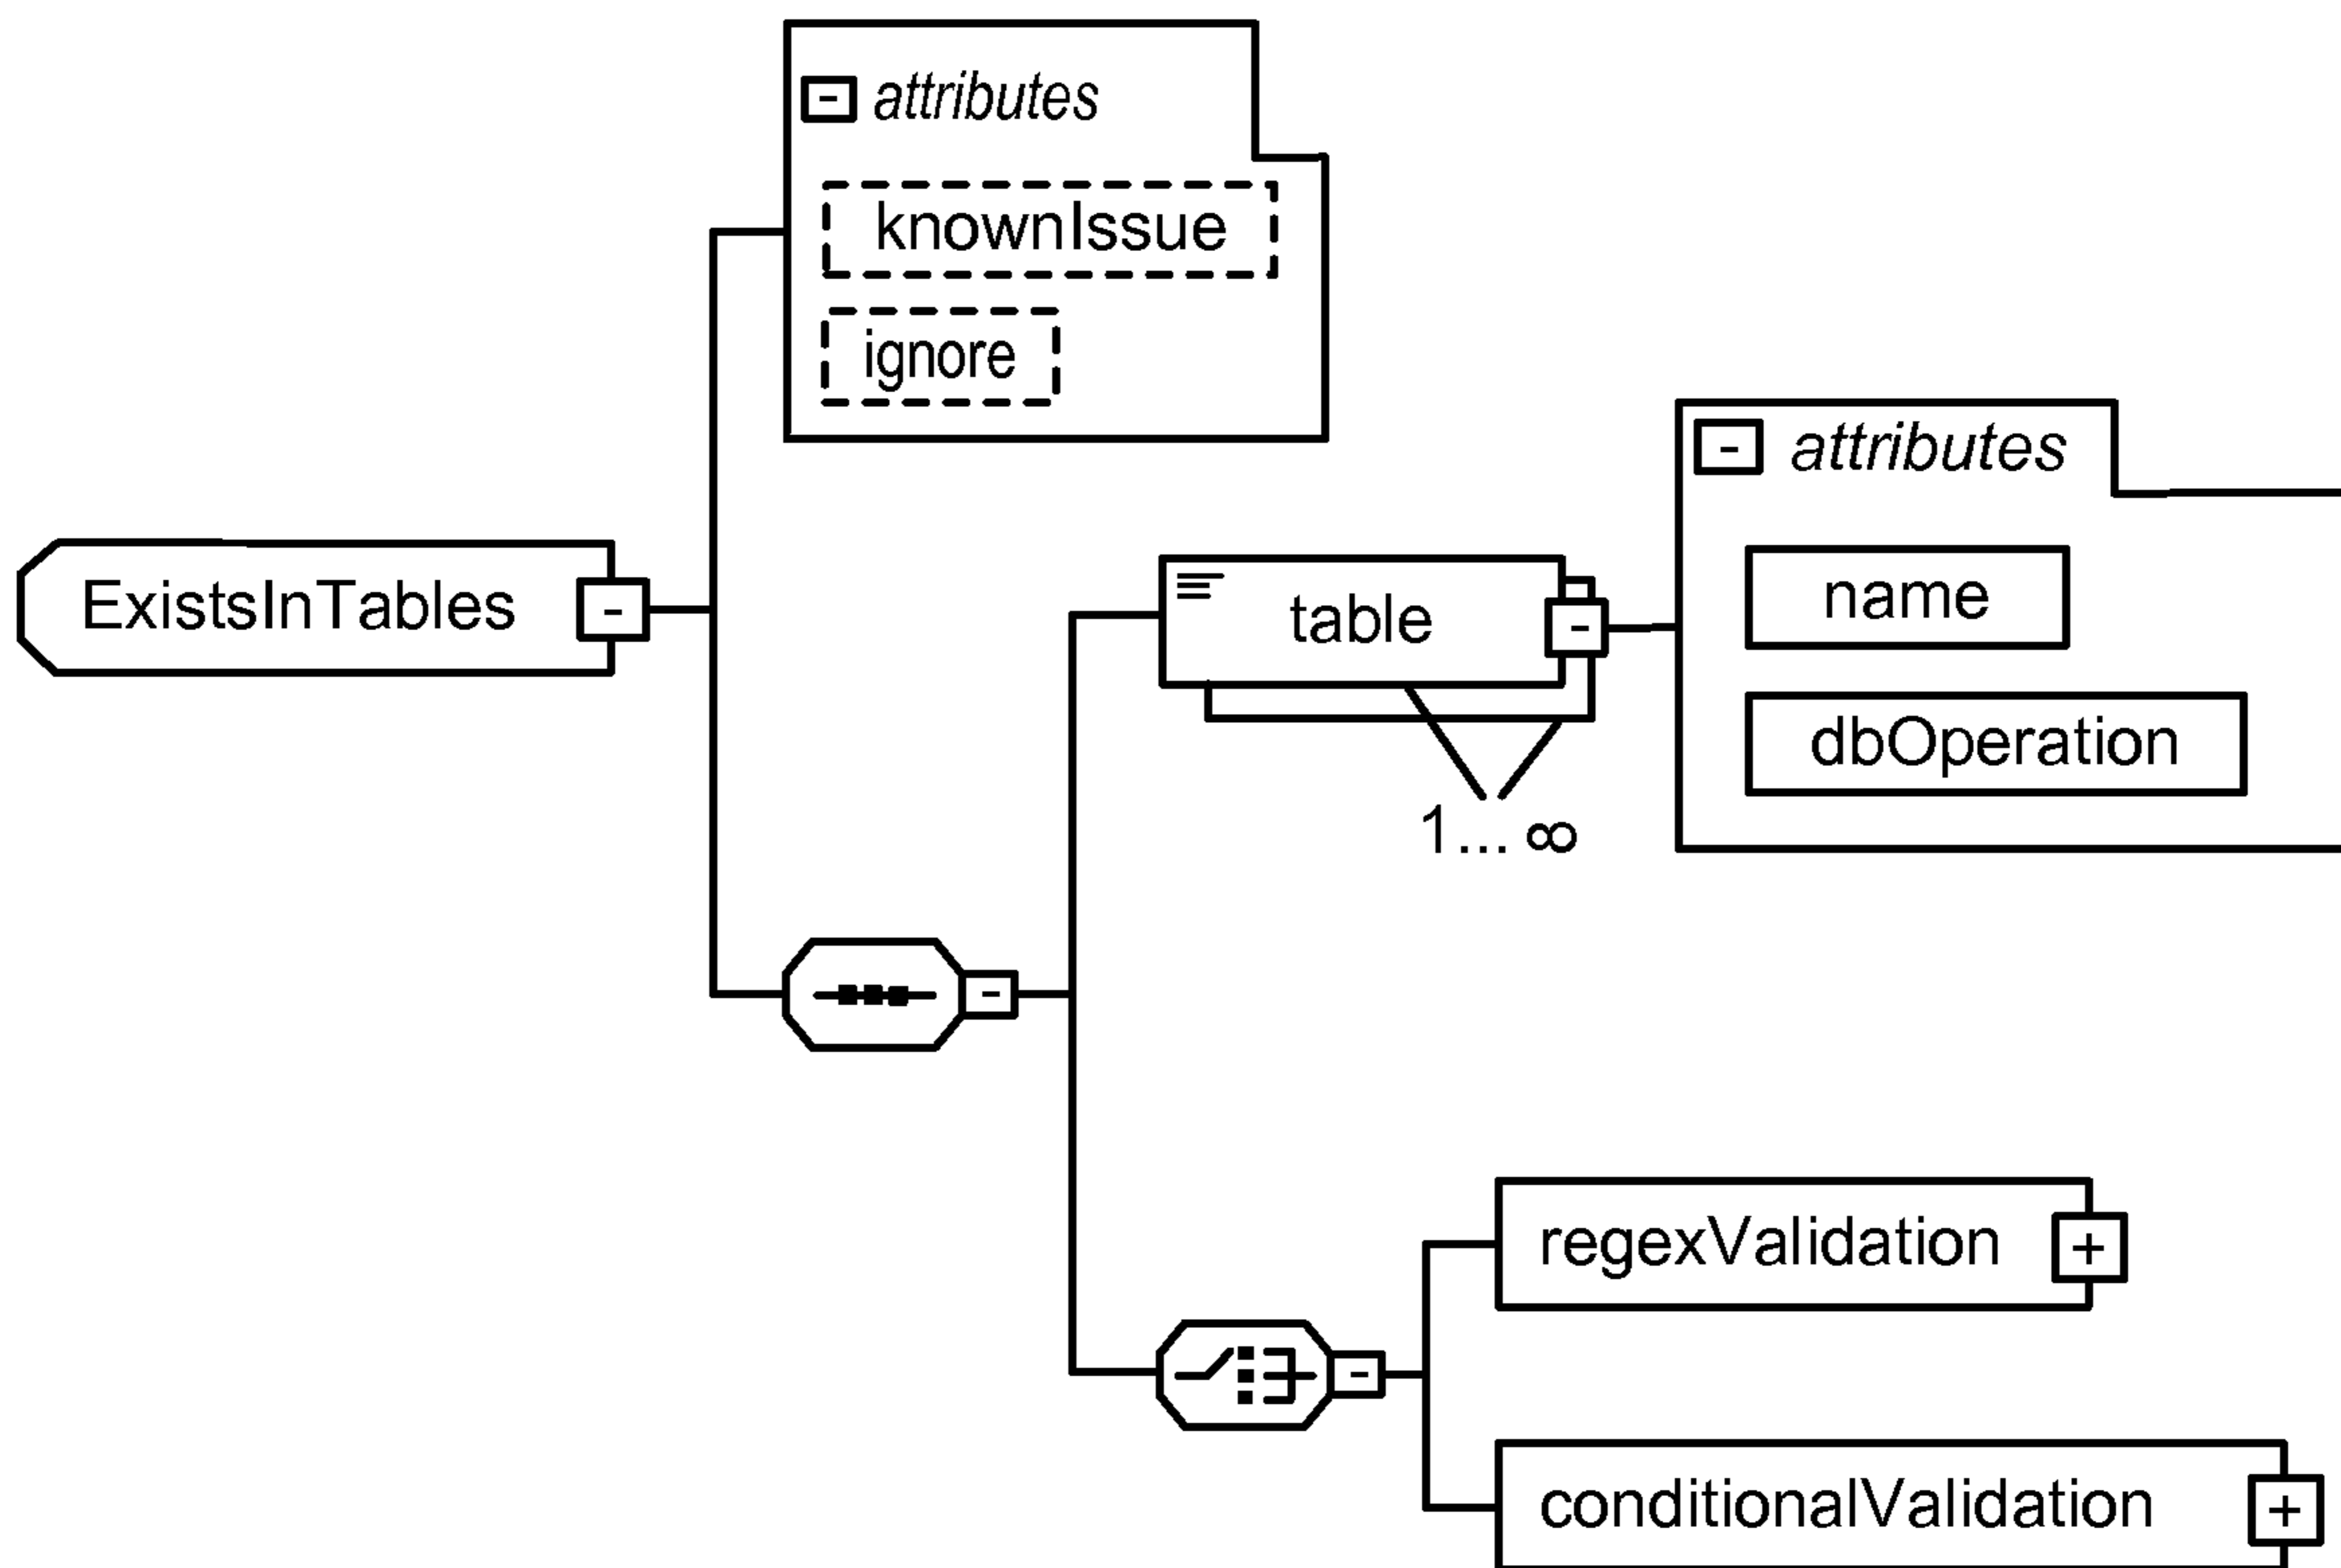 attributes
knownIssue
ignore
ExistsInTables
-
table
1... ∞
attributes
name
dbOperation
regexValidation
+
conditionalValidation
+